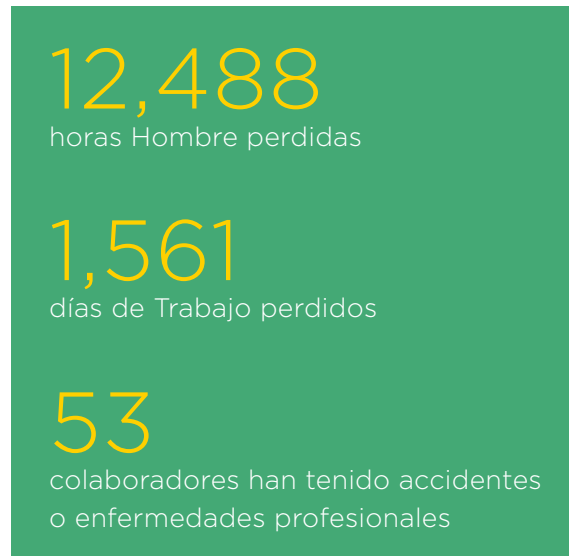 12,488
horas Hombre perdidas
1,561
días de Trabajo perdidos
53
colaboradores han tenido accidentes
o enfermedades profesionales